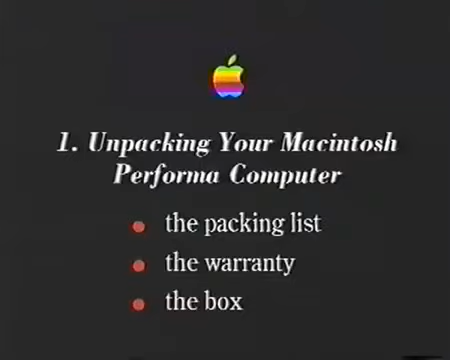 1. Unpacking Your Macintosh
Performa Computer
the packing list
the warranty
the box